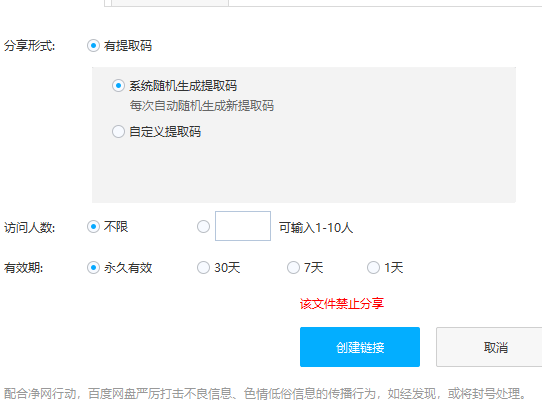 分享形式: 有提取码
系统随机生成提取码
每次自动随机生成新提取码
自定义提取码
访问人数: 不限 可输入1-10人
有效期: 永久有效 30天 7天 1天
该文件禁止分享
创建链接 取消
配合净网行动，百度网盘严厉打击不良信息、色情低俗信息的传播行为，如经发现，或将封号处理。